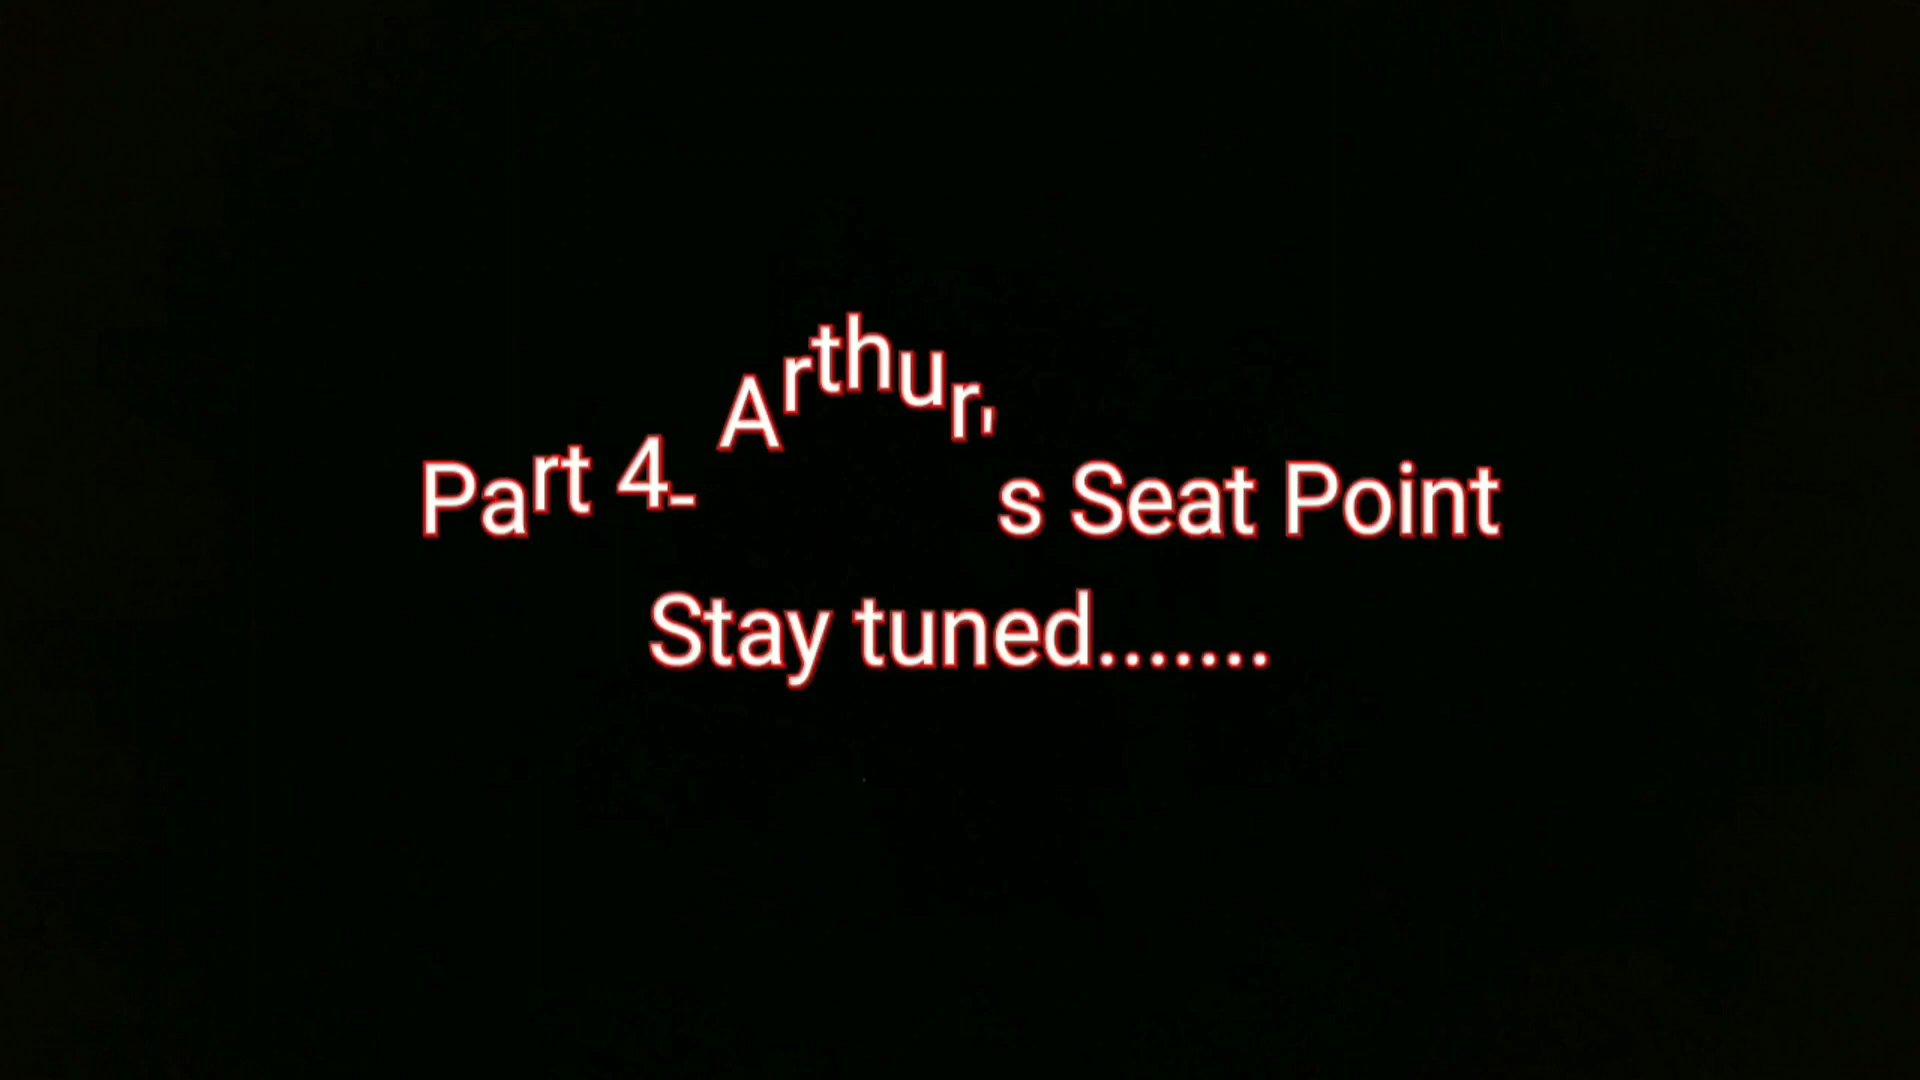 Part 4- Arthur's Seat Point
Stay tuned.......